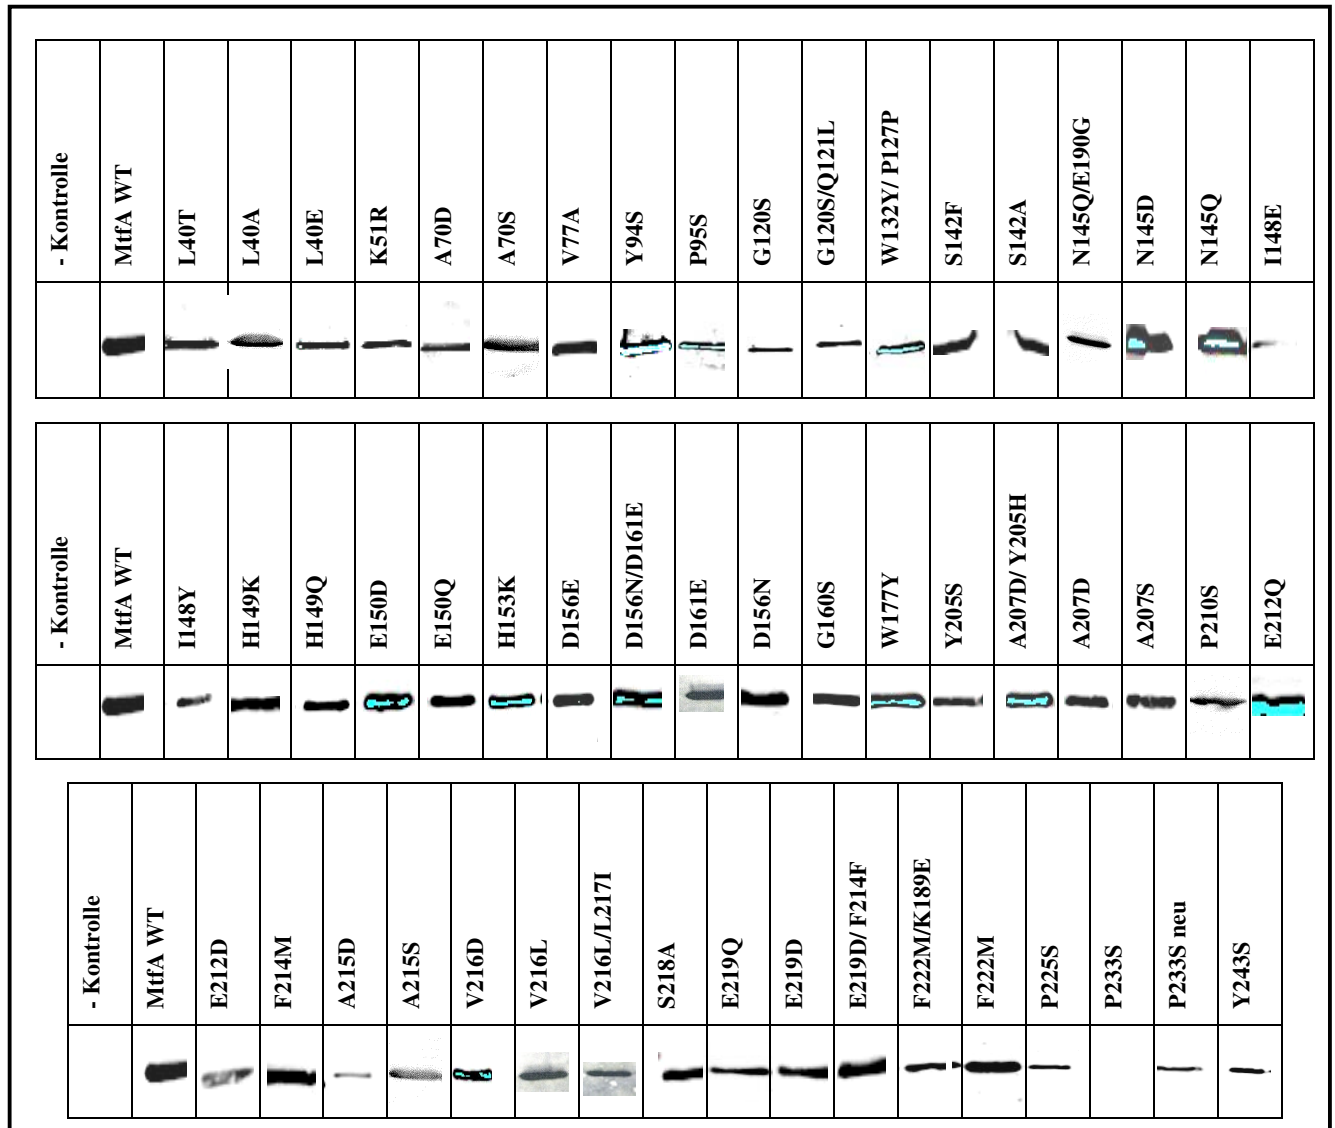 - Kontrolle
MtfA WT
L40T
L40A
L40E
K51R
A70D
A70S
V77A
Y94S
P95S
G120S
G120S/Q121L
W132Y/ P127P
S142F
S142A
N145Q/E190G
N145D
N145Q
I148E
- Kontrolle
MtfA WT
I148Y
H149K
H149Q
E150D
E150Q
H153K
D156E
D156N/D161E
D161E
D156N
G160S
W177Y
Y205S
A207D/ Y205H
A207D
A207S
P210S
E212Q
- Kontrolle
MtfA WT
E212D
F214M
A215D
A215S
V216D
V216L
V216L/L217I
S218A
E219Q
E219D
E219D/ F214F
F222M/K189E
F222M
P225S
P233S
P233S neu
Y243S